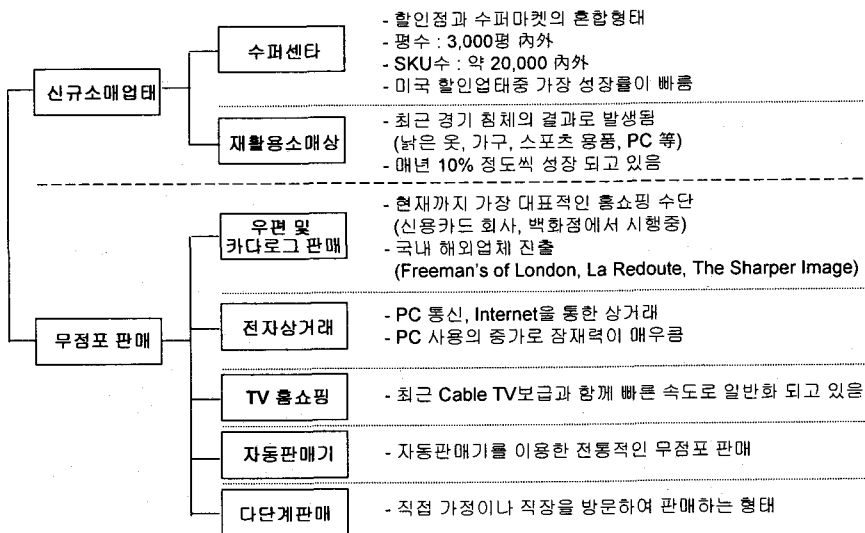 신규소매업태
수퍼센타
- 할인점과 수퍼마켓의 혼합형태
- 평수 : 3,000평 內外
- SKU수 : 약 20,000 內外
- 미국 할인업태중 가장 성장률이 빠름
재활용소매상
- 최근 경기 침체의 결과로 발생됨
(낡은 옷, 가구, 스포츠 용품, PC 等)
- 매년 10% 정도씩 성장 되고 있음
무점포 판매
우편 및
카다로그 판매
- 현재까지 가장 대표적인 홈쇼핑 수단
(신용카드 회사, 백화점에서 시행중)
- 국내 해외업체 진출
(Freeman's of London, La Redoute, The Sharper Image)
전자상거래
- PC 통신, Internet을 통한 상거래
- PC 사용의 증가로 잠재력이 매우큼
TV 홈쇼핑
- 최근 Cable TV보급과 함께 빠른 속도로 일반화 되고 있음
자동판매기
- 자동판매기를 이용한 전통적인 무점포 판매
다단계판매
- 직접 가정이나 직장을 방문하여 판매하는 형태